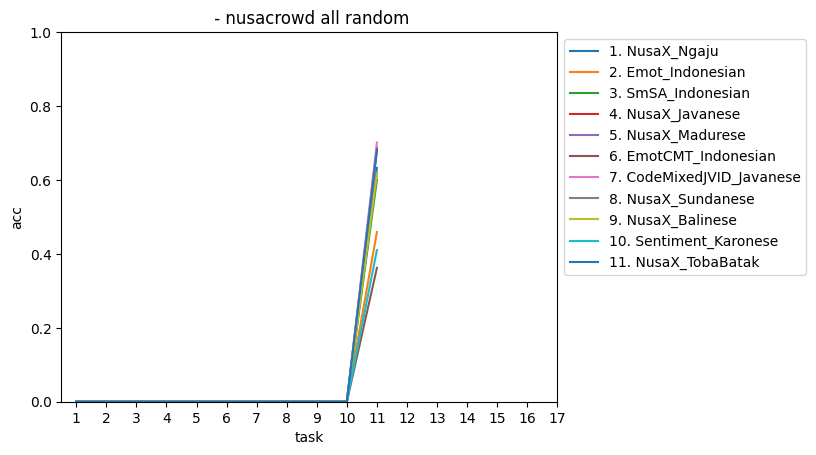 - nusacrowd all random
1.0
0.8
0.6
0.4
0.2
0.0
acc
1 2 3 4 5 6 7 8 9 10 11 12 13 14 15 16 17
task
1. NusaX_Ngaju
2. Emot_Indonesian
3. SmSA_Indonesian
4. NusaX_Javanese
5. NusaX_Madurese
6. EmotCMT_Indonesian
7. CodeMixedJVID_Javanese
8. NusaX_Sundanese
9. NusaX_Balinese
10. Sentiment_Karonese
11. NusaX_TobaBatak